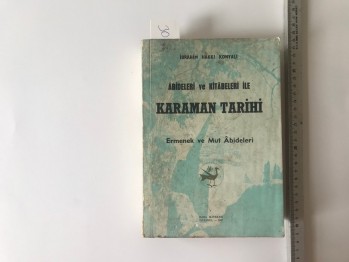 İBRAHİM HAKKI KONYALI
ÂBİDELERİ ve KİTÂBELERİ İLE
KARAMAN TARİHİ
Ermenek ve Mut Âbideleri